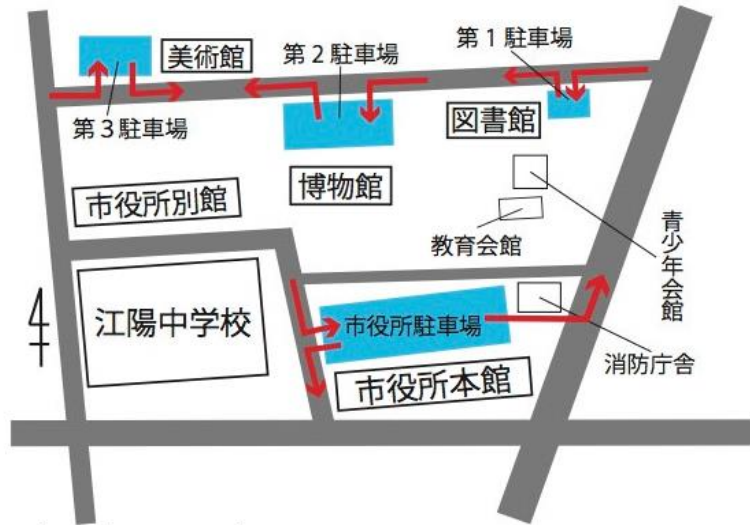 美術館
第2駐車場
第1駐車場
第3駐車場
図書館
市役所別館
博物館
教育会館
青少年会館
江陽中学校
市役所駐車場
消防庁舎
市役所本館